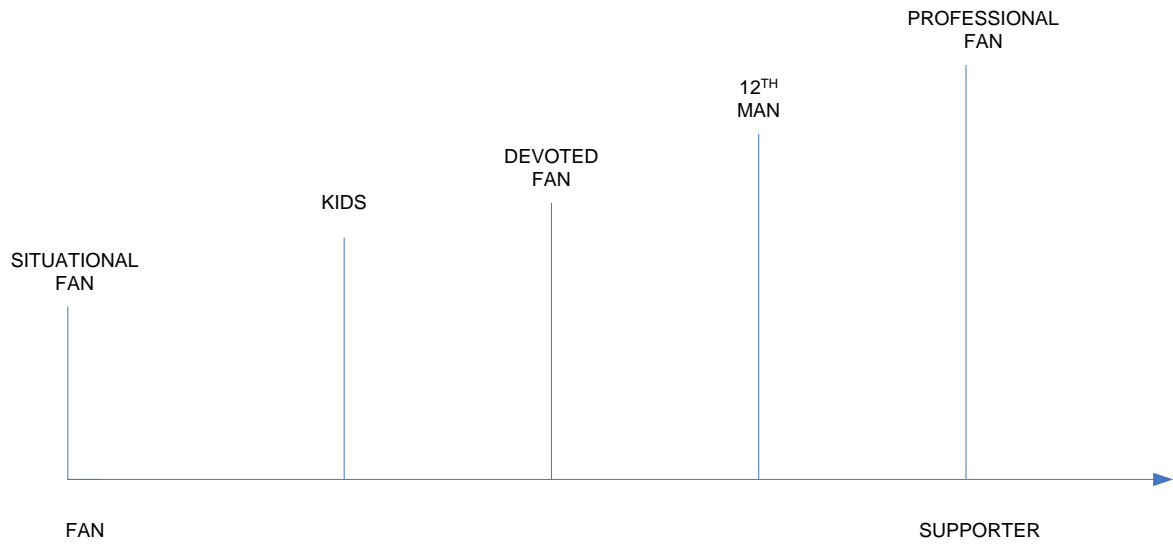 PROFESSIONAL
FAN
12TH
MAN
DEVOTED
FAN
KIDS
SITUATIONAL
FAN
FAN
SUPPORTER